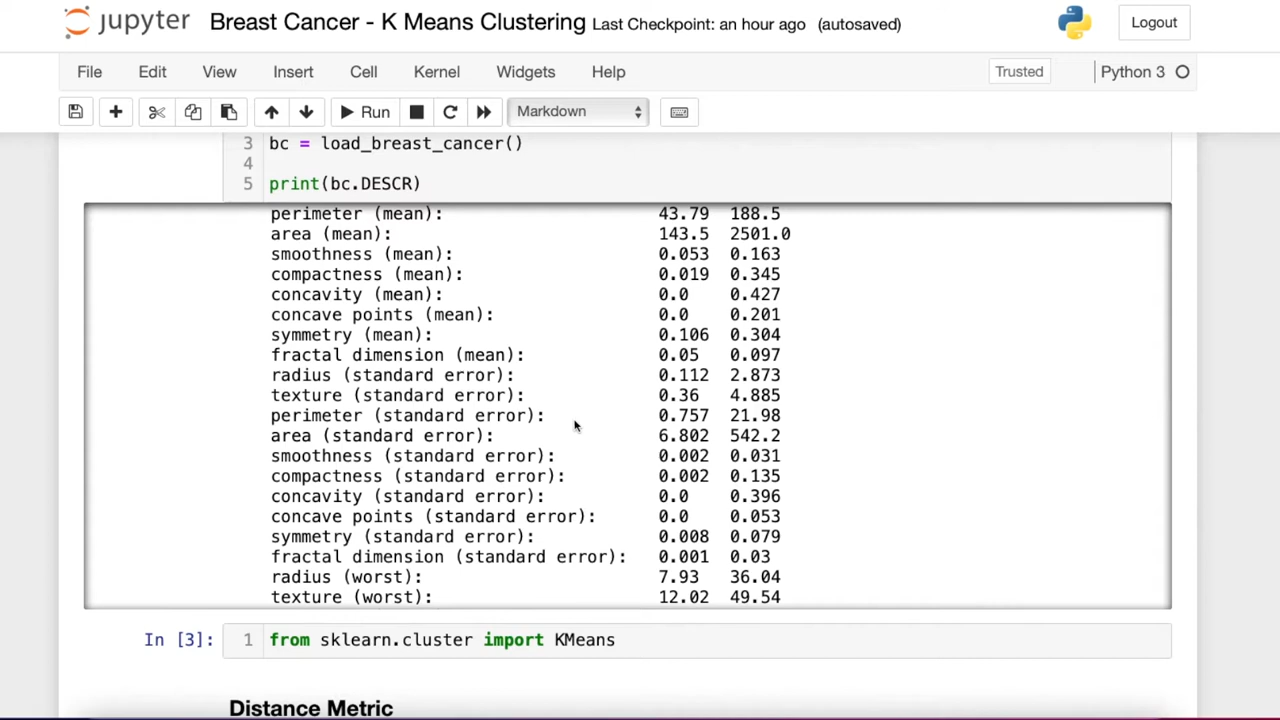 jupyter Breast Cancer - K Means Clustering Last Checkpoint: an hour ago (autosaved) Logout
File Edit View Insert Cell Kernel Widgets Help Trusted Python 3
Run Markdown
3 bc = load_breast_cancer()
4
5 print(bc.DESCR)
perimeter (mean): 43.79 188.5
area (mean): 143.5 2501.0
smoothness (mean): 0.053 0.163
compactness (mean): 0.019 0.345
concavity (mean): 0.0 0.427
concave points (mean): 0.0 0.201
symmetry (mean): 0.106 0.304
fractal dimension (mean): 0.05 0.097
radius (standard error): 0.112 2.873
texture (standard error): 0.36 4.885
perimeter (standard error): 0.757 21.98
area (standard error): 6.802 542.2
smoothness (standard error): 0.002 0.031
compactness (standard error): 0.002 0.135
concavity (standard error): 0.0 0.396
concave points (standard error): 0.0 0.053
symmetry (standard error): 0.008 0.079
fractal dimension (standard error): 0.001 0.03
radius (worst): 7.93 36.04
texture (worst): 12.02 49.54
In [3]: 1 from sklearn.cluster import KMeans
Distance Metric